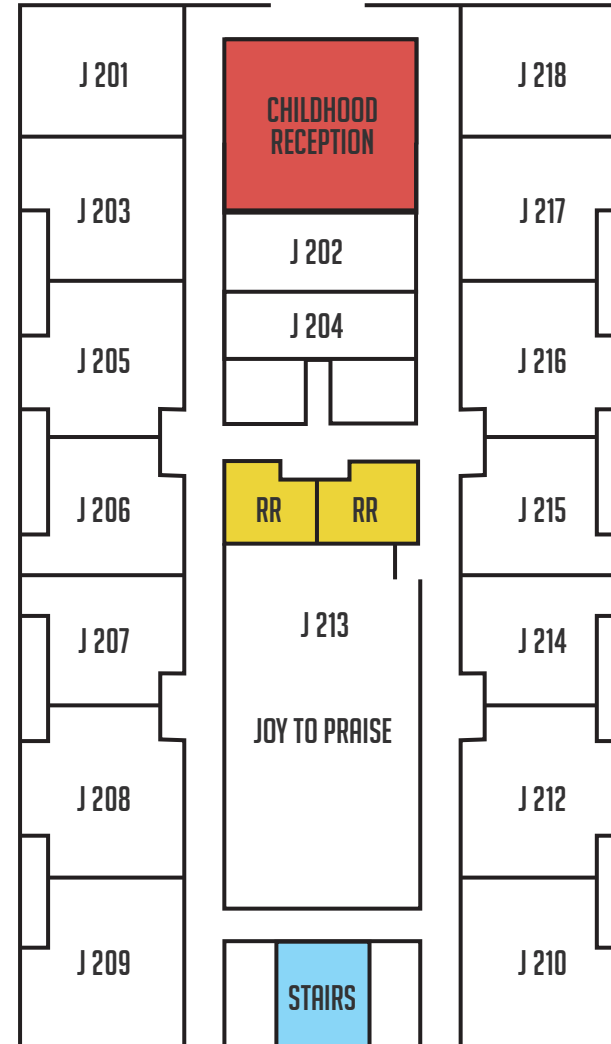 J 201
CHILDHOOD
RECEPTION
J 218
J 203
J 202
J 217
J 204
J 205
J 216
J 206
RR
RR
J 215
J 207
J 213
J 214
JOY TO PRAISE
J 208
J 212
J 209
STAIRS
J 210